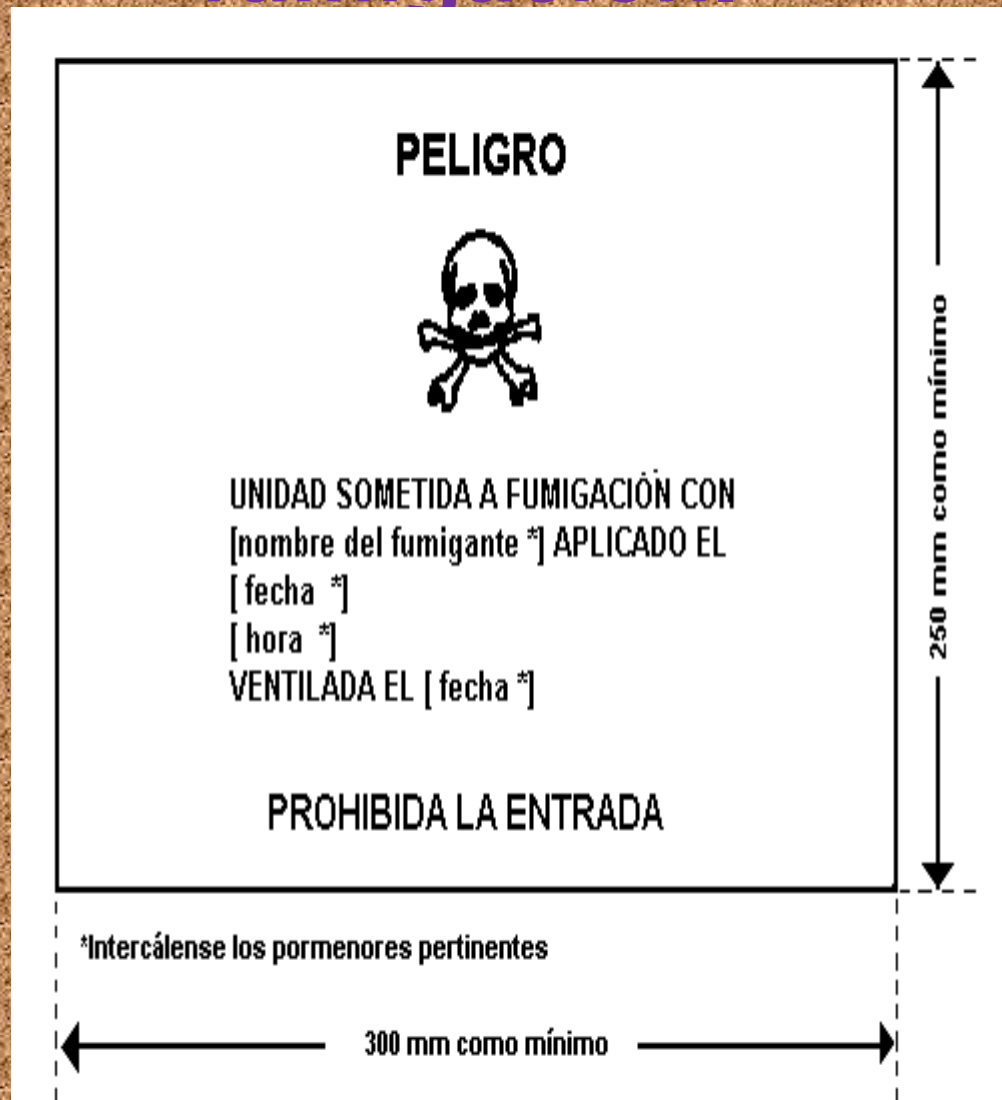 PELIGRO
UNIDAD SOMETIDA A FUMIGACIÓN CON
[nombre del fumigante *] APLICADO EL
[ fecha *]
[ hora *]
VENTILADA EL [ fecha *]
PROHIBIDA LA ENTRADA
250 mm como mínimo
*Intercálense los pormenores pertinentes
300 mm como mínimo